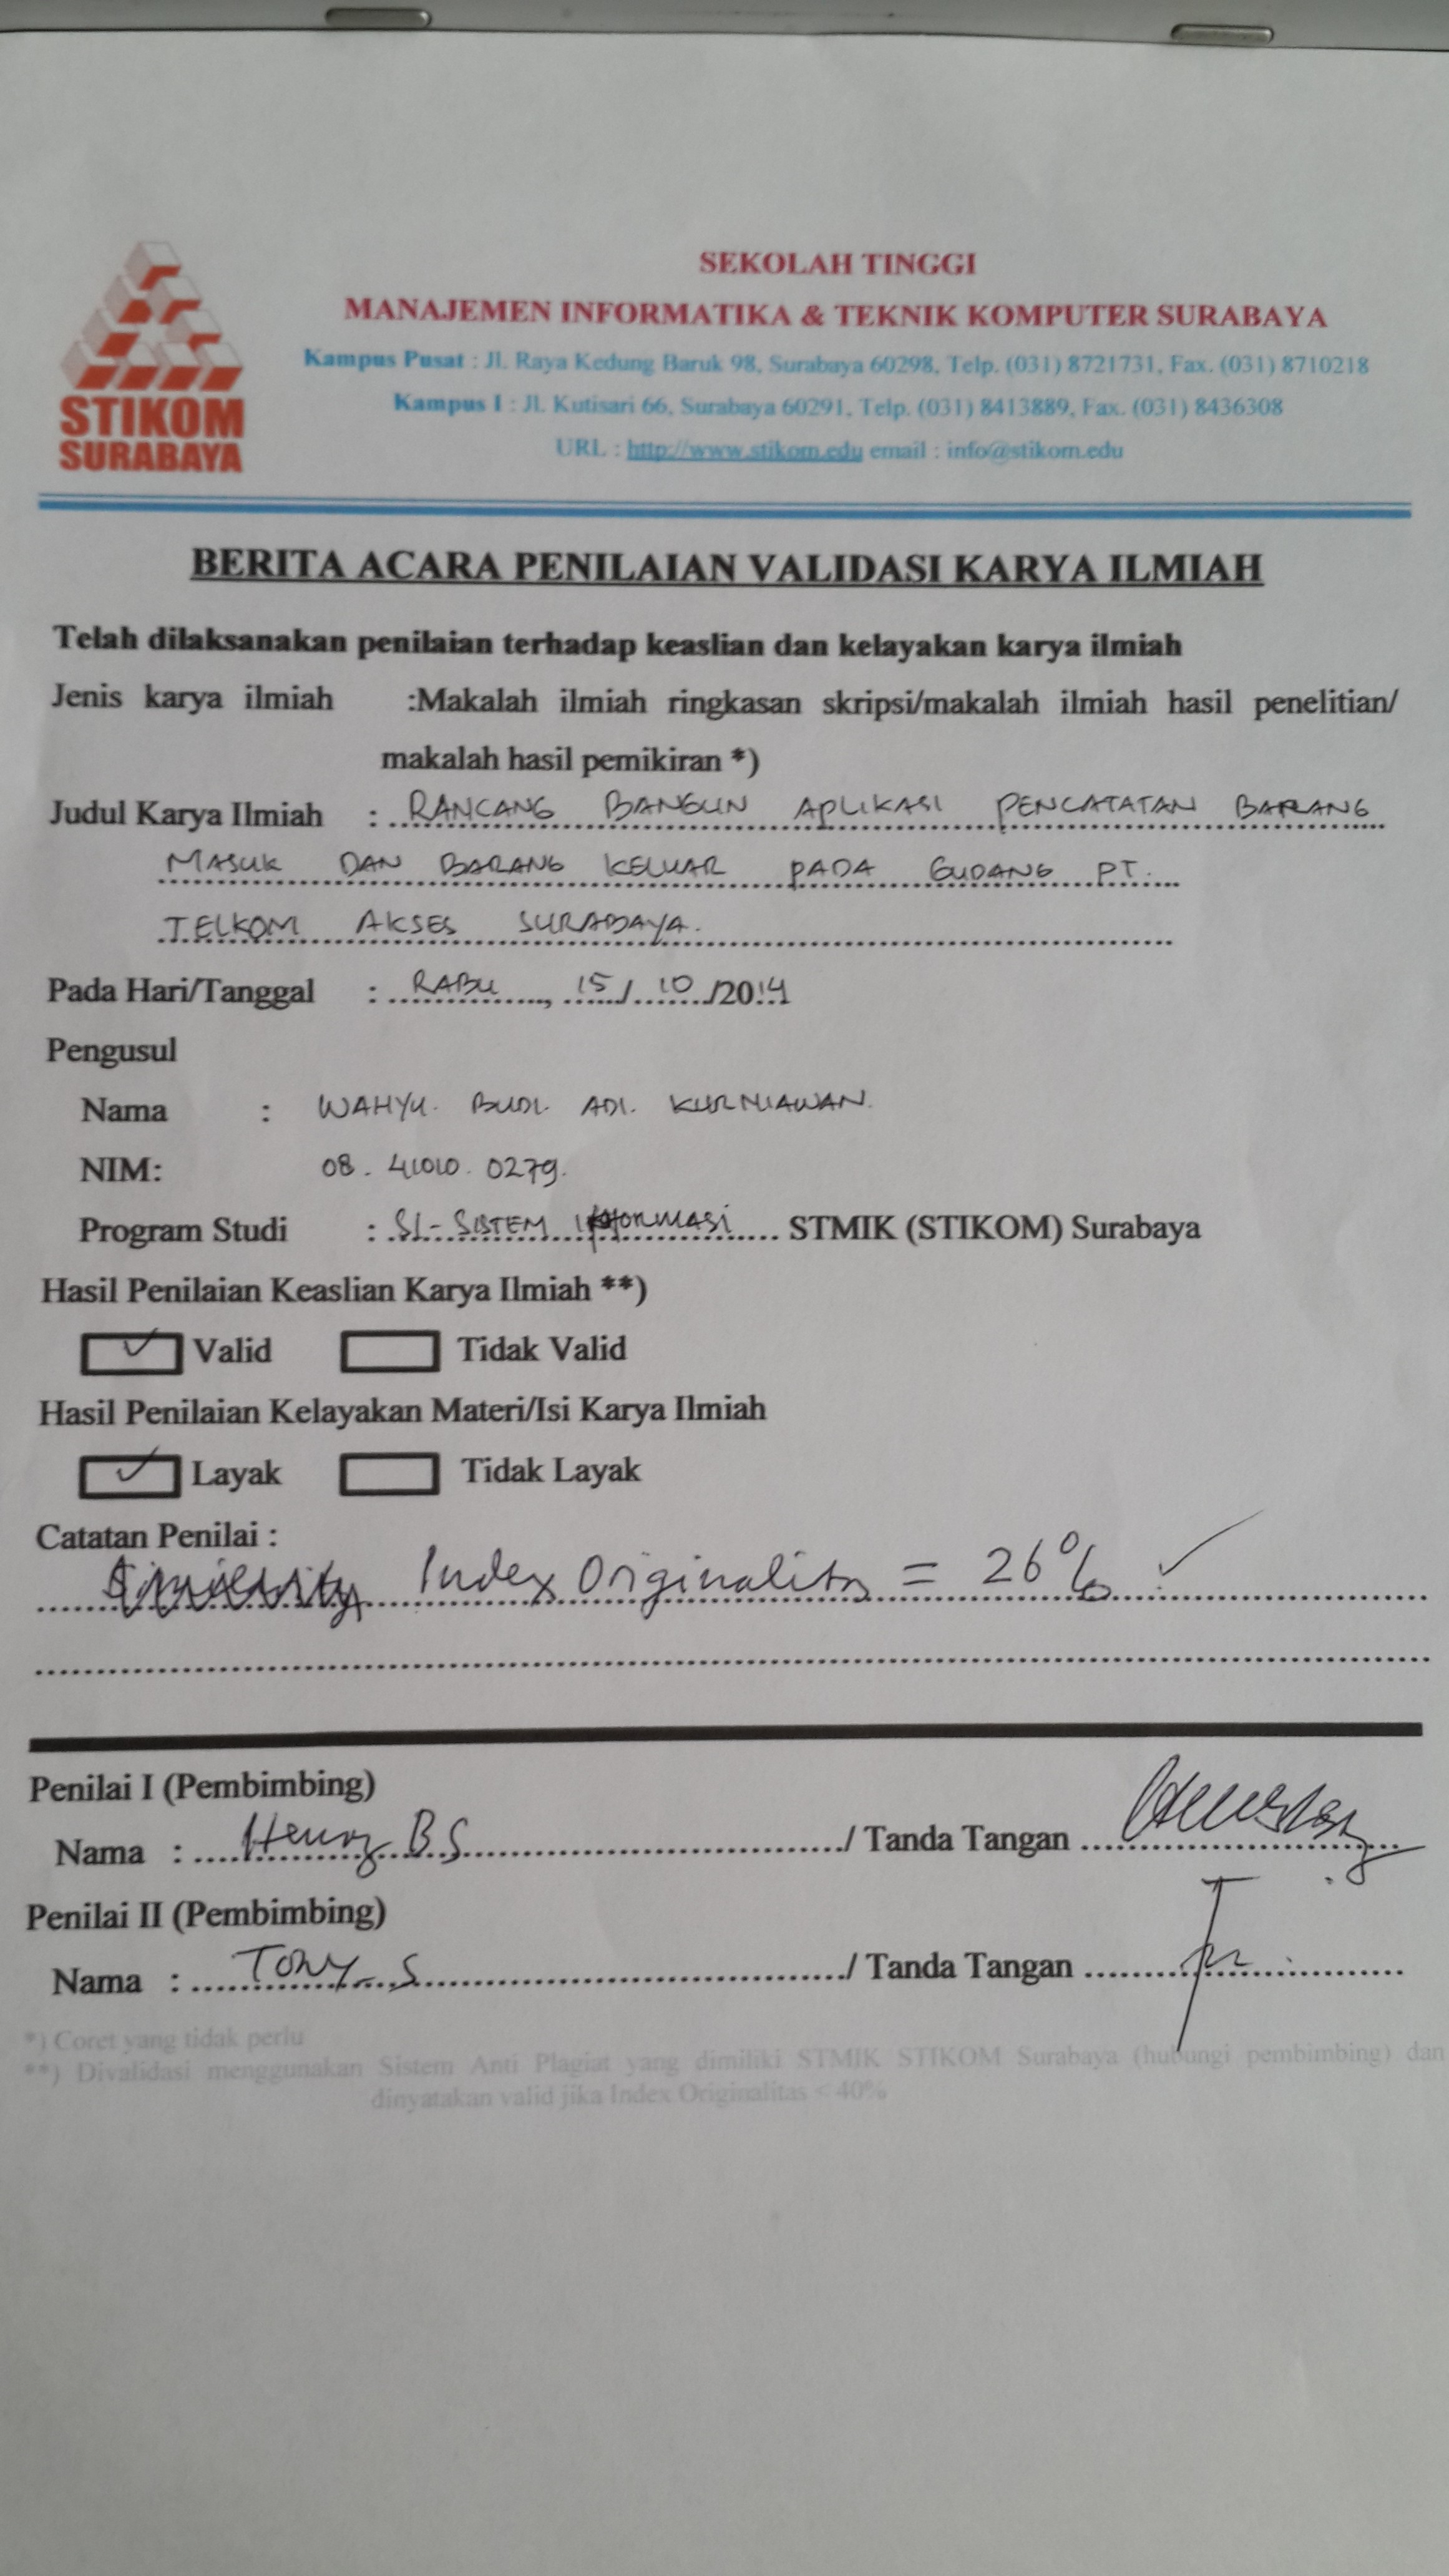 STIKOM
SURABAYA
SEKOLAH TINGGI
MANAJEMEN INFORMATIKA & TEKNIK KOMPUTER SURABAYA
Kampus Pusat : Jl. Raya Kedung Baruk 98, Surabaya 60298, Telp. (031) 8721731, Fax. (031) 8710218
Kampus I : Jl. Kutisari 66, Surabaya 60291, Telp. (031) 8413889, Fax. (031) 8436308
URL : http://www.stikom.edu email : info@stikom.edu
BERITA ACARA PENILAIAN VALIDASI KARYA ILMIAH
Telah dilaksanakan penilaian terhadap keaslian dan kelayakan karya ilmiah
Jenis karya ilmiah :Makalah ilmiah ringkasan skripsi/makalah ilmiah hasil penelitian/
makalah hasil pemikiran *)
Judul Karya Ilmiah : RANCANG BANGUN APLIKASI PENCATATAN BARANG
MASUK DAN BARANG KELUAR PADA GUDANG PT.
TELKOM AKSES SURABAYA.
Pada Hari/Tanggal : RABU, 15/10/2014
Pengusul
Nama : WAHYU. BUDI. ADI. KURNIAWAN.
NIM: 08. 41010. 0279.
Program Studi : S1-SISTEM INFORMASI STMIK (STIKOM) Surabaya
Hasil Penilaian Keaslian Karya Ilmiah **)
✓ Valid Tidak Valid
Hasil Penilaian Kelayakan Materi/Isi Karya Ilmiah
✓ Layak Tidak Layak
Catatan Penilai :
Index Originalitas = 26% ✓
Penilai I (Pembimbing)
Nama : Henry BS / Tanda Tangan
Penilai II (Pembimbing)
Nama : TONY S / Tanda Tangan
*) Coret yang tidak perlu
**) Divalidasi menggunakan Sistem Anti Plagiat yang dimiliki STMIK STIKOM Surabaya (hubungi pembimbing) dan
dinyatakan valid jika Index Originalitas < 40%